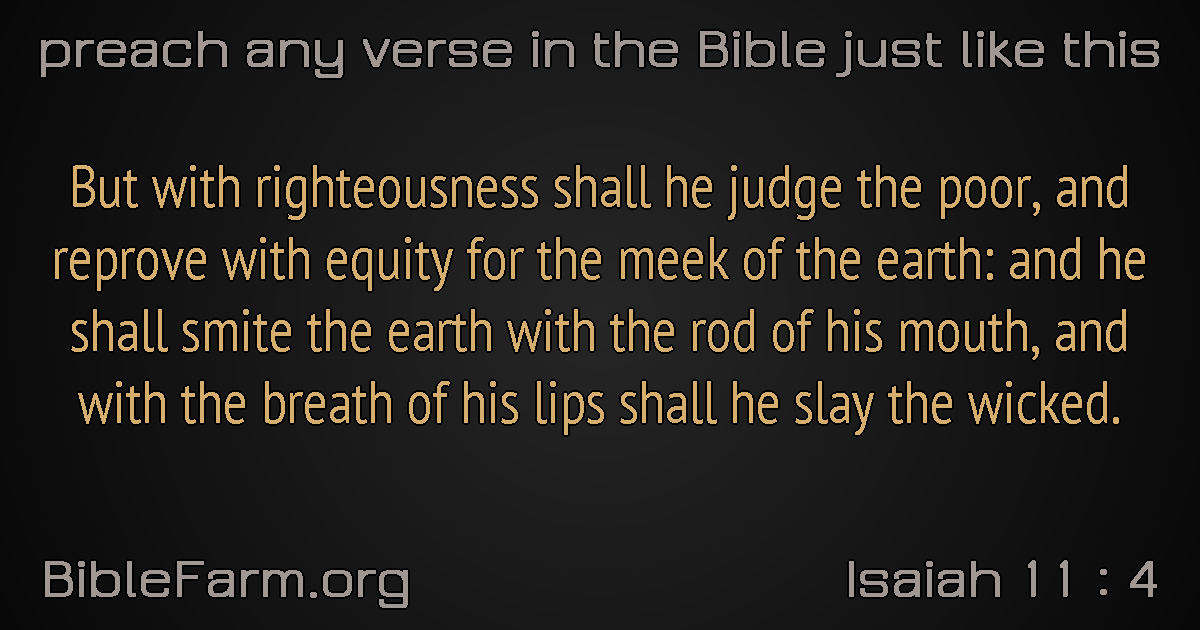 preach any verse in the Bible just like this
But with righteousness shall he judge the poor, and
reprove with equity for the meek of the earth: and he
shall smite the earth with the rod of his mouth, and
with the breath of his lips shall he slay the wicked.
BibleFarm.org
Isaiah 11 : 4